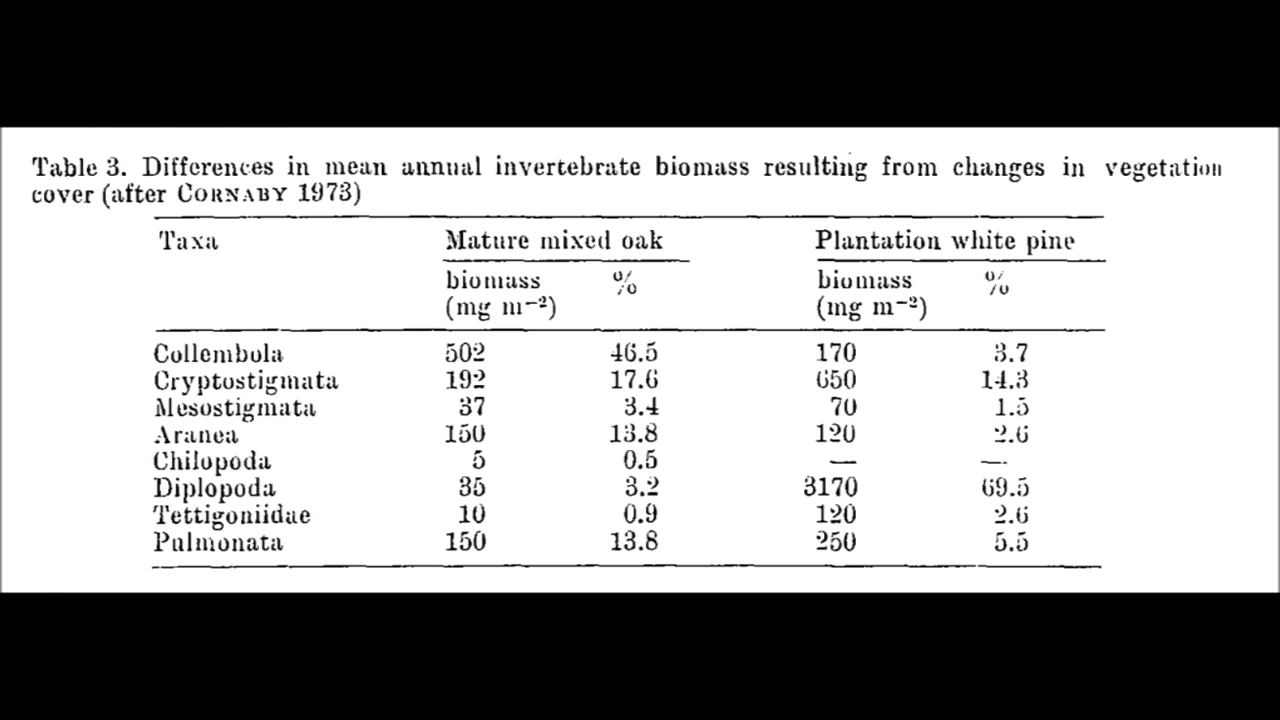 Table 3. Differences in mean annual invertebrate biomass resulting from changes in vegetation
cover (after CORNABY 1973)
Taxa Mature mixed oak Plantation white pine
biomass % biomass %
(mg m−2) (mg m−2)
Collembola 502 46.5 170 3.7
Cryptostigmata 192 17.6 650 14.3
Mesostigmata 37 3.4 70 1.5
Aranea 150 13.8 120 2.6
Chilopoda 5 0.5 — —
Diplopoda 35 3.2 3170 69.5
Tettigoniidae 10 0.9 120 2.6
Pulmonata 150 13.8 250 5.5